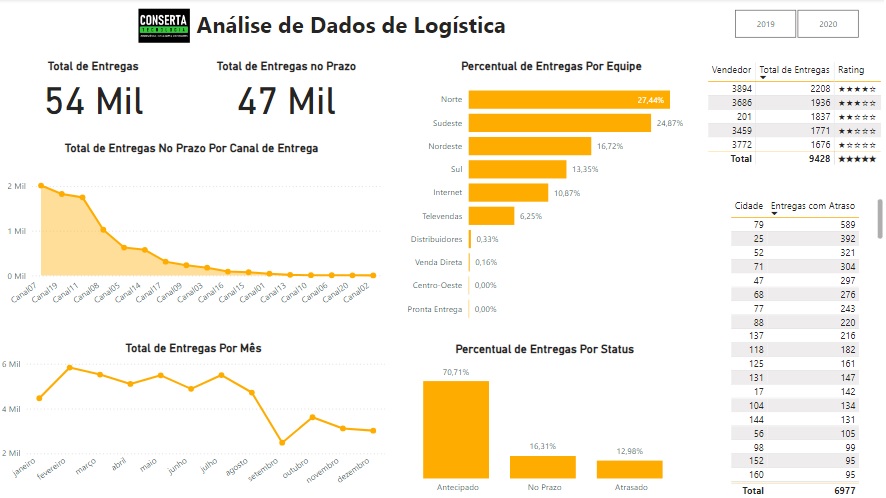 CONSERTA
TECNOLOGIA
Análise de Dados de Logística
2019
2020
Total de Entregas
54 Mil
Total de Entregas no Prazo
47 Mil
Total de Entregas No Prazo Por Canal de Entrega
2 Mil
1 Mil
0 Mil
Canal07
Canal19
Canal11
Canal08
Canal05
Canal14
Canal17
Canal09
Canal03
Canal16
Canal15
Canal01
Canal13
Canal06
Canal20
Canal02
Percentual de Entregas Por Equipe
Norte 27,44%
Sudeste 24,87%
Nordeste 16,72%
Sul 13,35%
Internet 10,87%
Televendas 6,25%
Distribuidores 0,33%
Venda Direta 0,16%
Centro-Oeste 0,00%
Pronta Entrega 0,00%
Vendedor Total de Entregas Rating
3894 2208 ★★★★☆
3686 1936 ★★★☆☆
201 1837 ★★☆☆☆
3459 1771 ★★☆☆☆
3772 1676 ★☆☆☆☆
Total 9428 ★★★★★
Cidade Entregas com Atraso
79 589
25 392
52 321
71 304
47 297
68 276
77 243
88 220
137 216
118 182
125 161
131 147
17 142
104 134
144 131
56 105
98 99
152 95
160 95
Total 6977
Total de Entregas Por Mês
6 Mil
4 Mil
2 Mil
janeiro
fevereiro
março
abril
maio
junho
julho
agosto
setembro
outubro
novembro
dezembro
Percentual de Entregas Por Status
70,71%
16,31%
12,98%
Antecipado
No Prazo
Atrasado